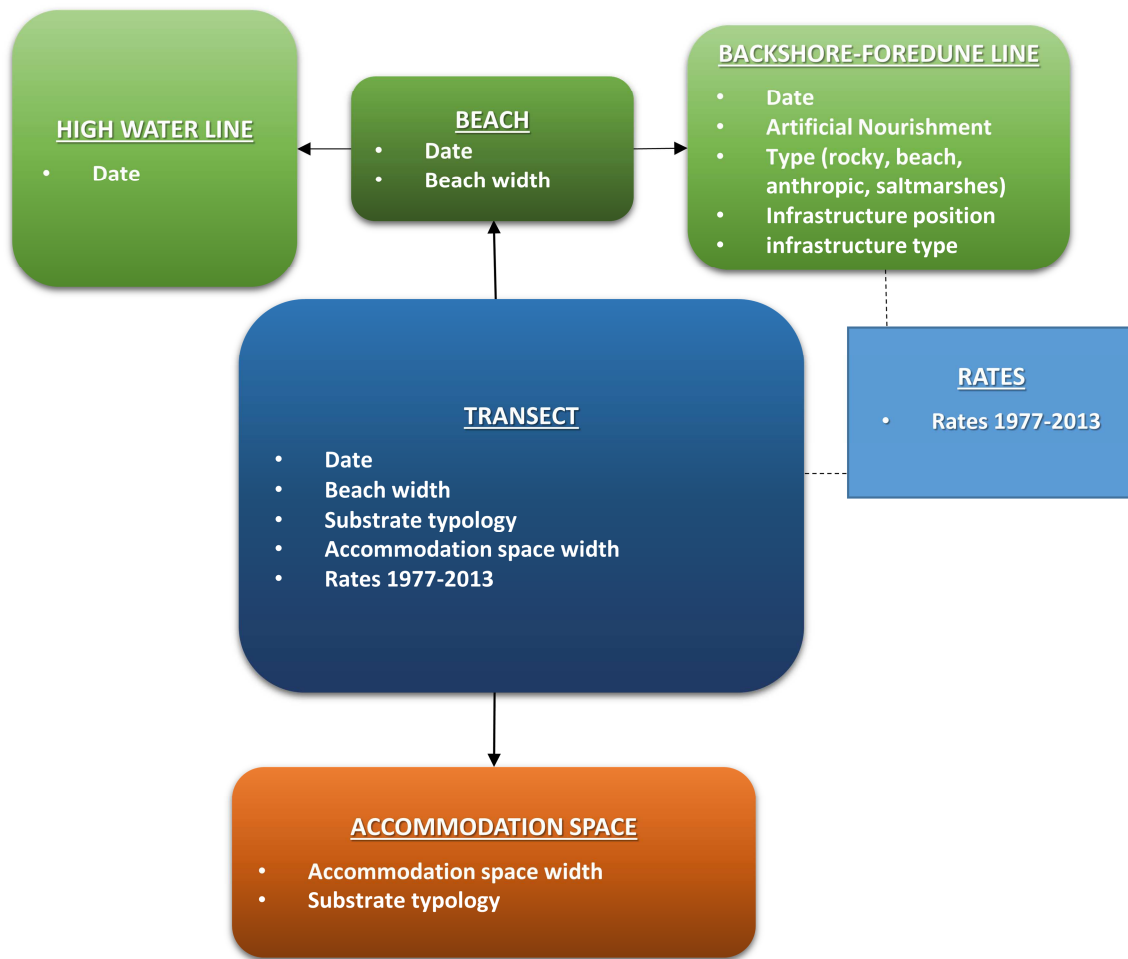 HIGH WATER LINE
• Date
BEACH
• Date
• Beach width
BACKSHORE-FOREDUNE LINE
• Date
• Artificial Nourishment
• Type (rocky, beach,
anthropic, saltmarshes)
• Infrastructure position
• infrastructure type
TRANSECT
• Date
• Beach width
• Substrate typology
• Accommodation space width
• Rates 1977-2013
RATES
• Rates 1977-2013
ACCOMMODATION SPACE
• Accommodation space width
• Substrate typology